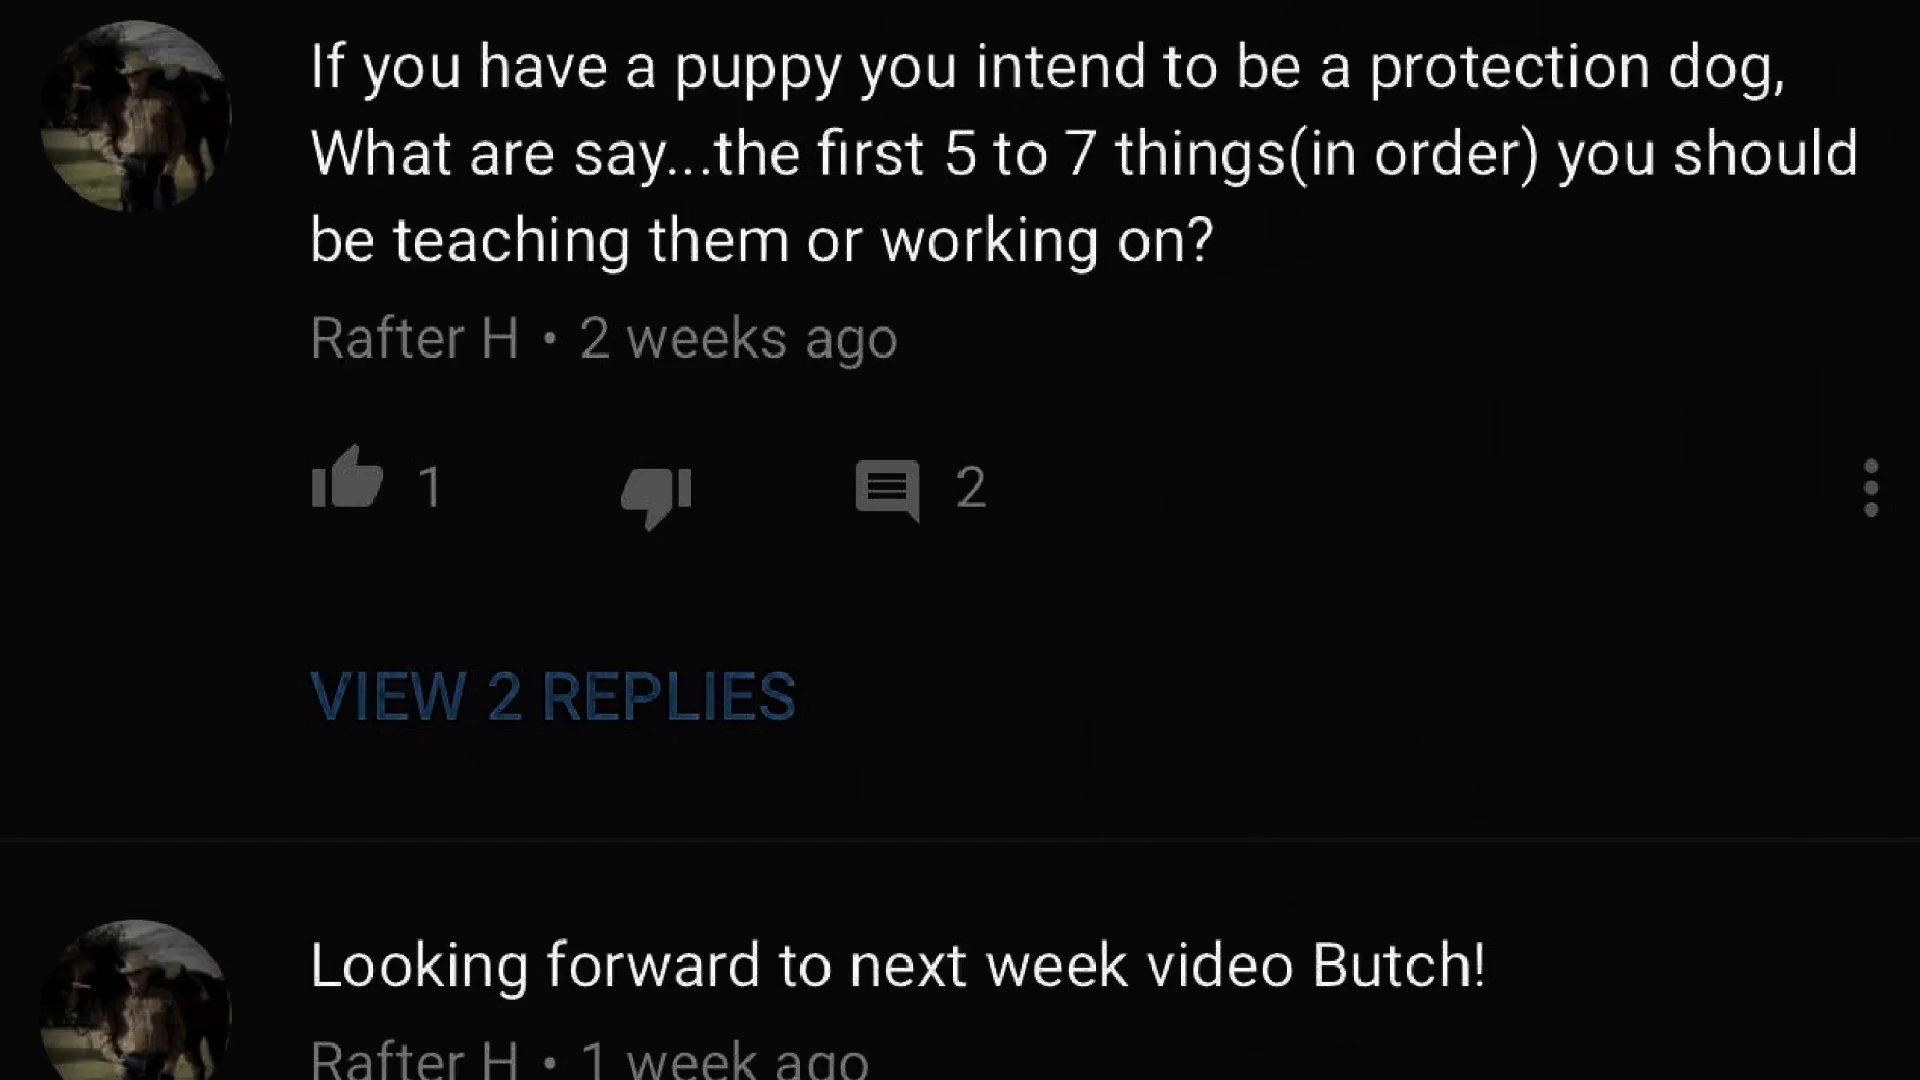 If you have a puppy you intend to be a protection dog,
What are say...the first 5 to 7 things(in order) you should
be teaching them or working on?
Rafter H • 2 weeks ago
1 2
VIEW 2 REPLIES
Looking forward to next week video Butch!
Rafter H • 1 week ago